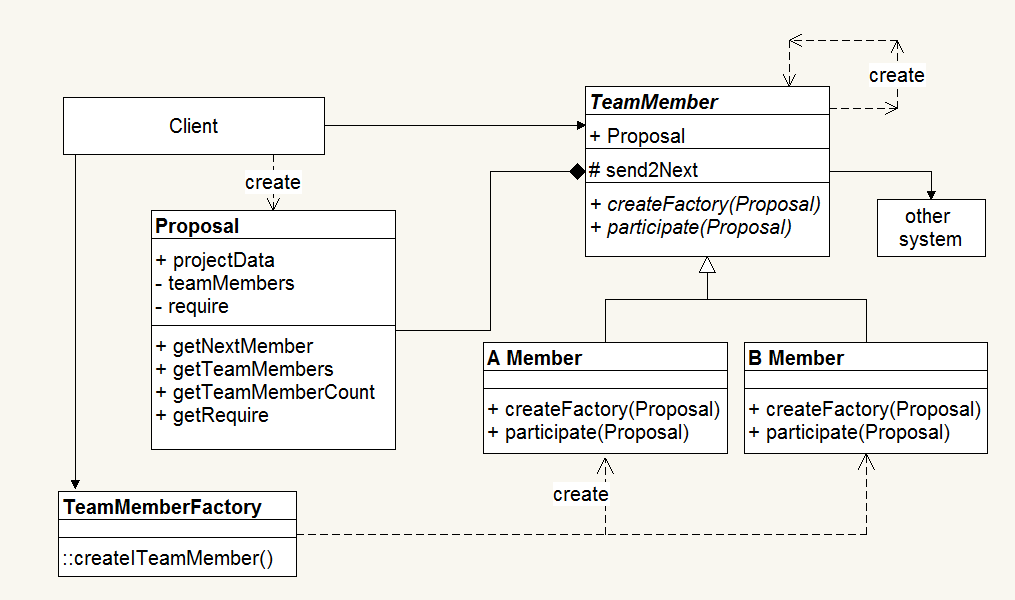 create
TeamMember
+ Proposal
# send2Next
+ createFactory(Proposal)
+ participate(Proposal)
Client
create
other
system
Proposal
+ projectData
- teamMembers
- require
+ getNextMember
+ getTeamMembers
+ getTeamMemberCount
+ getRequire
A Member
+ createFactory(Proposal)
+ participate(Proposal)
B Member
+ createFactory(Proposal)
+ participate(Proposal)
create
TeamMemberFactory
::createITeamMember()